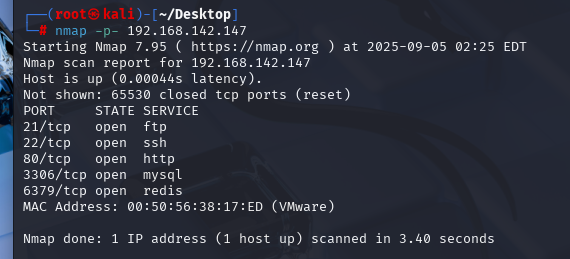 ┌──(root㉿kali)-[~/Desktop]
└─# nmap -p- 192.168.142.147
Starting Nmap 7.95 ( https://nmap.org ) at 2025-09-05 02:25 EDT
Nmap scan report for 192.168.142.147
Host is up (0.00044s latency).
Not shown: 65530 closed tcp ports (reset)
PORT     STATE SERVICE
21/tcp   open  ftp
22/tcp   open  ssh
80/tcp   open  http
3306/tcp open  mysql
6379/tcp open  redis
MAC Address: 00:50:56:38:17:ED (VMware)
Nmap done: 1 IP address (1 host up) scanned in 3.40 seconds